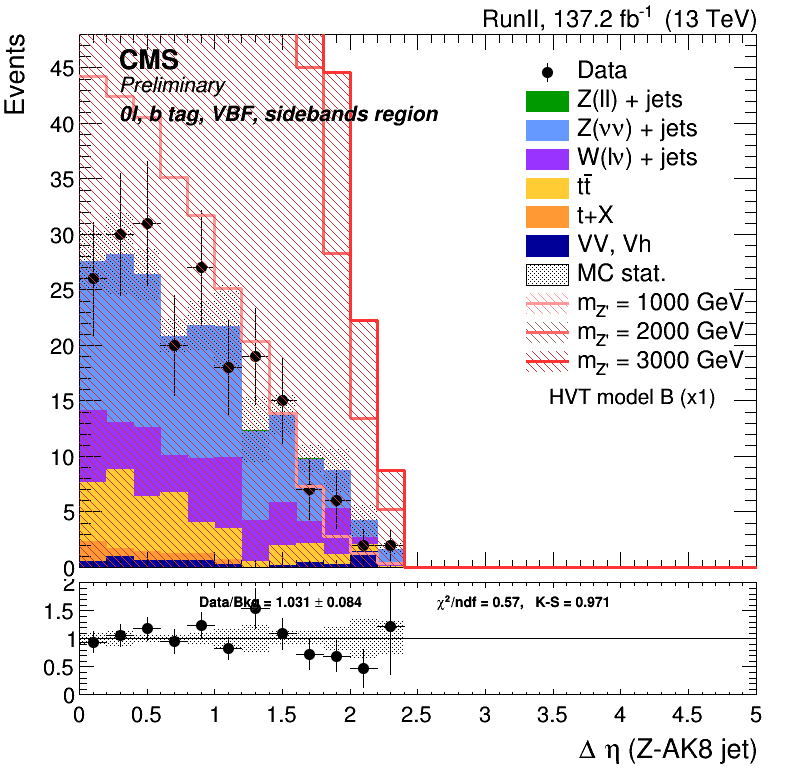 RunII, 137.2 fb⁻¹ (13 TeV)
Events
CMS
Preliminary
0l, b tag, VBF, sidebands region
Data
Z(ll) + jets
Z(νν) + jets
W(lν) + jets
tt̄
t+X
VV, Vh
MC stat.
m_Z' = 1000 GeV
m_Z' = 2000 GeV
m_Z' = 3000 GeV
HVT model B (x1)
45
40
35
30
25
20
15
10
5
0
2
1.5
1
0.5
0
Data/Bkg = 1.031 ± 0.084
χ²/ndf = 0.57, K-S = 0.971
0 0.5 1 1.5 2 2.5 3 3.5 4 4.5 5
Δ η (Z-AK8 jet)